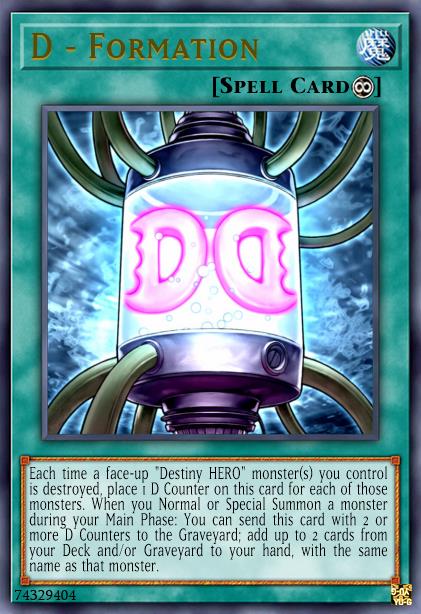 D - Formation
魔
[Spell Card♾]
D D
Each time a face-up "Destiny HERO" monster(s) you control
is destroyed, place 1 D Counter on this card for each of those
monsters. When you Normal or Special Summon a monster
during your Main Phase: You can send this card with 2 or
more D Counters to the Graveyard; add up to 2 cards from
your Deck and/or Graveyard to your hand, with the same
name as that monster.
74329404